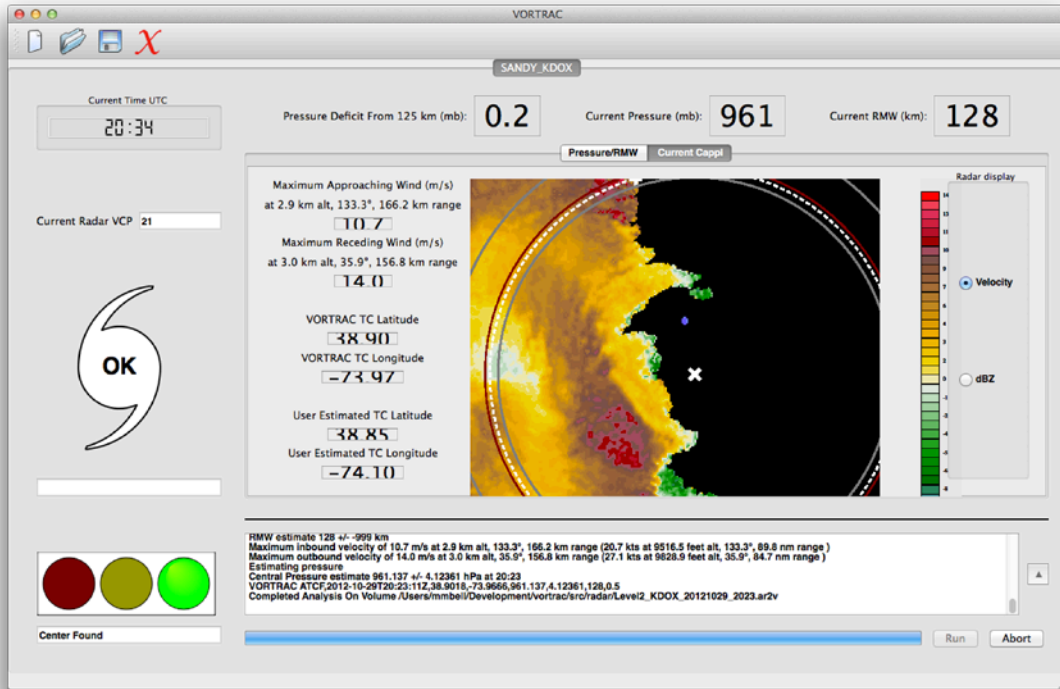 VORTRAC
X
SANDY_KDOX
Current Time UTC
20:34
Pressure Deficit From 125 km (mb): 0.2 Current Pressure (mb): 961 Current RMW (km): 128
Pressure/RMW Current Cappi
Current Radar VCP 21
OK
Maximum Approaching Wind (m/s)
at 2.9 km alt, 133.3°, 166.2 km range
10.7
Maximum Receding Wind (m/s)
at 3.0 km alt, 35.9°, 156.8 km range
14.0
VORTRAC TC Latitude
38.90
VORTRAC TC Longitude
-73.97
User Estimated TC Latitude
38.85
User Estimated TC Longitude
-74.10
Radar display
Velocity
dBZ
RMW estimate 128 +/- -999 km
Maximum inbound velocity of 10.7 m/s at 2.9 km alt, 133.3°, 166.2 km range (20.7 kts at 9516.5 feet alt, 133.3°, 89.8 nm range )
Maximum outbound velocity of 14.0 m/s at 3.0 km alt, 35.9°, 156.8 km range (27.1 kts at 9828.9 feet alt, 35.9°, 84.7 nm range )
Estimating pressure
Central Pressure estimate 961.137 +/- 4.12361 hPa at 20:23
VORTRAC ATCF,2012-10-29T20:23:11Z,38.9018,-73.9666,961.137,4.12361,128,0.5
Completed Analysis On Volume /Users/mmbell/Development/vortrac/src/radar/Level2_KDOX_20121029_2023.ar2v
Center Found
Run Abort